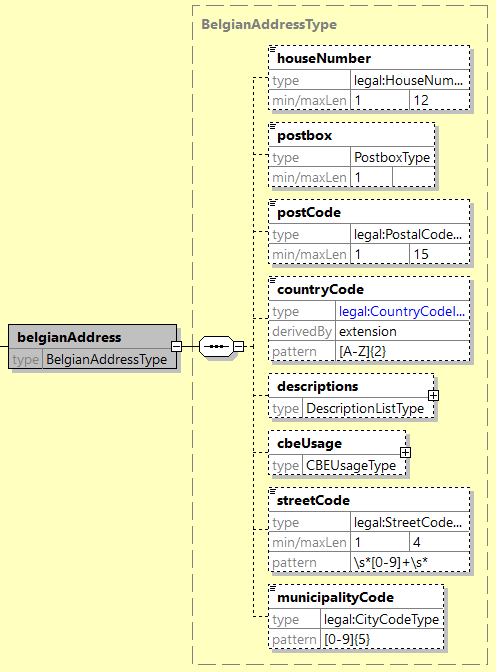 BelgianAddressType
houseNumber
type legal:HouseNum...
min/maxLen 1 12
postbox
type PostboxType
min/maxLen 1
postCode
type legal:PostalCode...
min/maxLen 1 15
countryCode
type legal:CountryCodeI...
derivedBy extension
pattern [A-Z]{2}
belgianAddress
type BelgianAddressType
descriptions
type DescriptionListType
cbeUsage
type CBEUsageType
streetCode
type legal:StreetCode...
min/maxLen 1 4
pattern \s*[0-9]+\s*
municipalityCode
type legal:CityCodeType
pattern [0-9]{5}